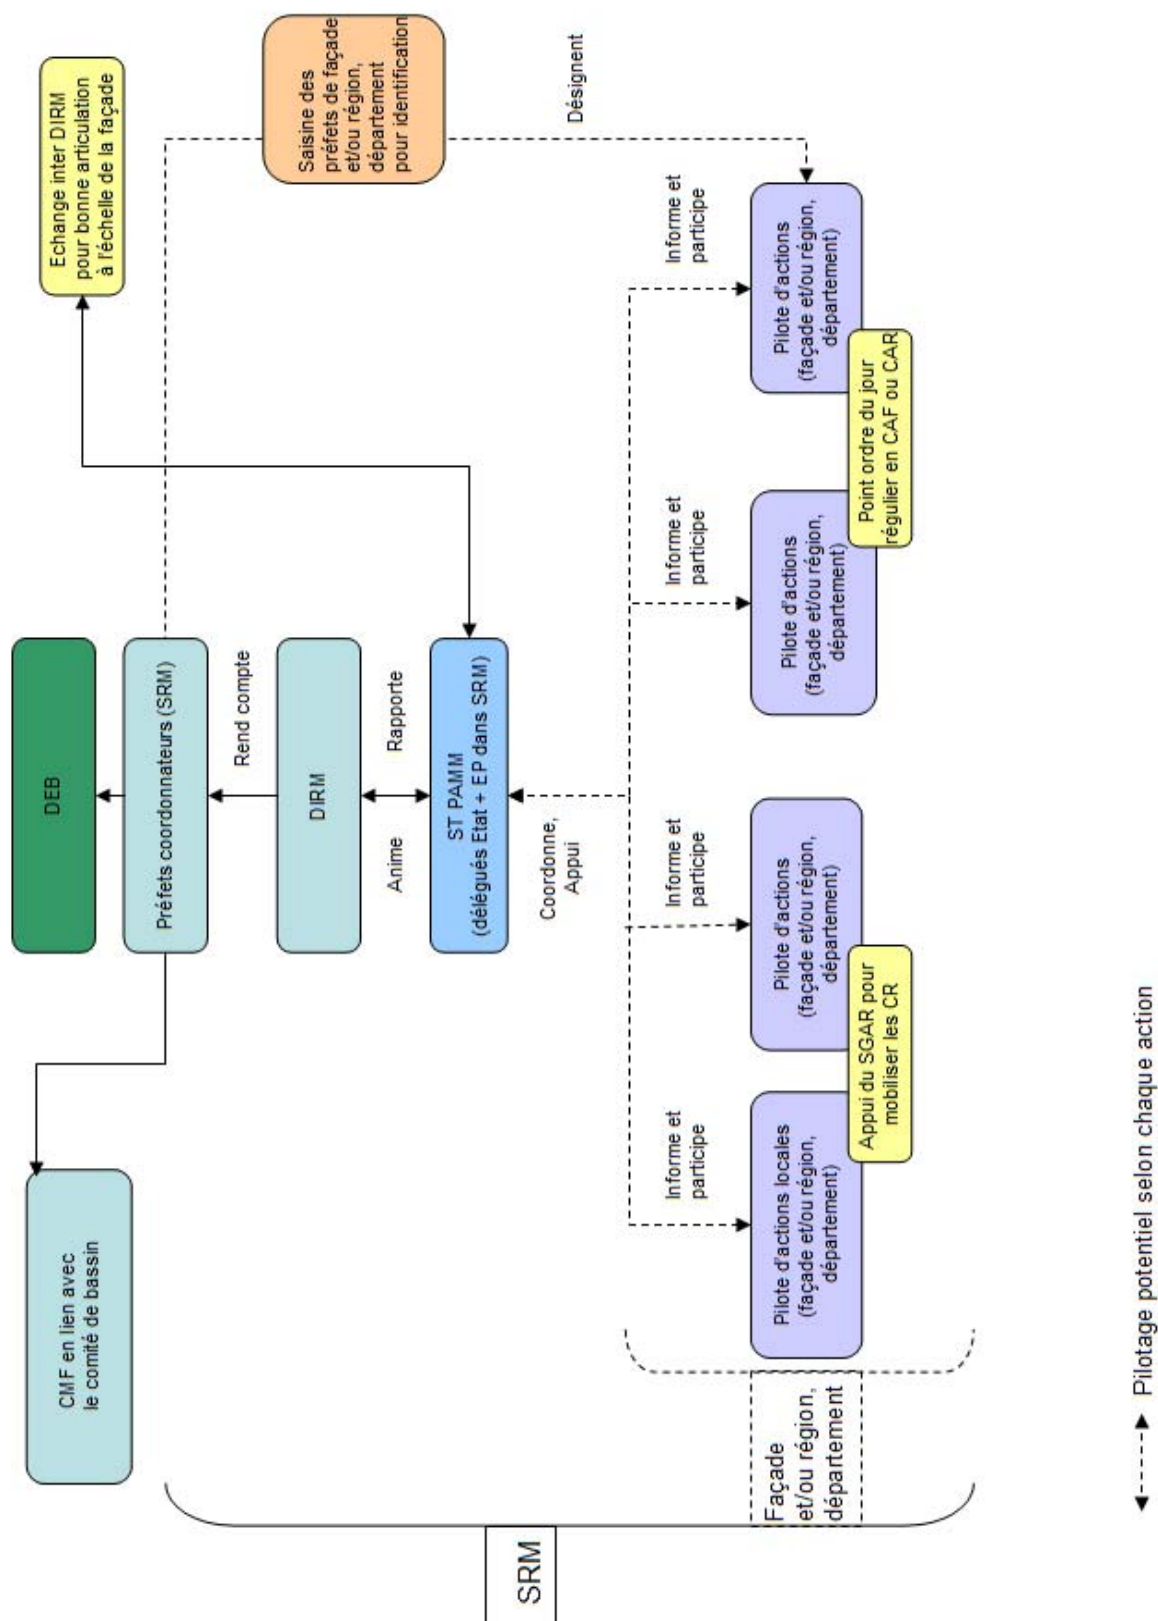 DEB
Préfets coordonnateurs (SRM)
CMF en lien avec
le comité de bassin
Echange inter DIRM
pour bonne articulation
à l'échelle de la façade
Rend compte
DIRM
Saisine des
préfets de façade
et/ou région,
département
pour identification
Anime
Rapporte
ST PAMM
(délégués Etat + EP dans SRM)
Coordonne,
Appui
Désignent
SRM
Façade
et/ou région,
département
Informe et
participe
Informe et
participe
Informe et
participe
Informe et
participe
Pilote d'actions locales
(façade et/ou région,
département)
Pilote d'actions
(façade et/ou région,
département)
Pilote d'actions
(façade et/ou région,
département)
Pilote d'actions
(façade et/ou région,
département)
Appui du SGAR pour
mobiliser les CR
Point ordre du jour
régulier en CAF ou CAR
Pilotage potentiel selon chaque action